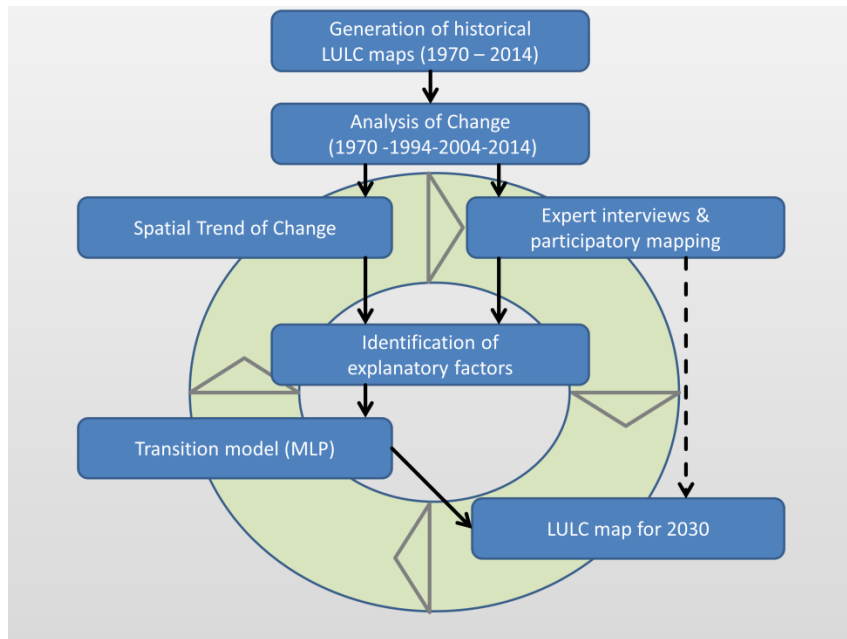 Generation of historical
LULC maps (1970 – 2014)
Analysis of Change
(1970 -1994-2004-2014)
Spatial Trend of Change
Expert interviews &
participatory mapping
Identification of
explanatory factors
Transition model (MLP)
LULC map for 2030